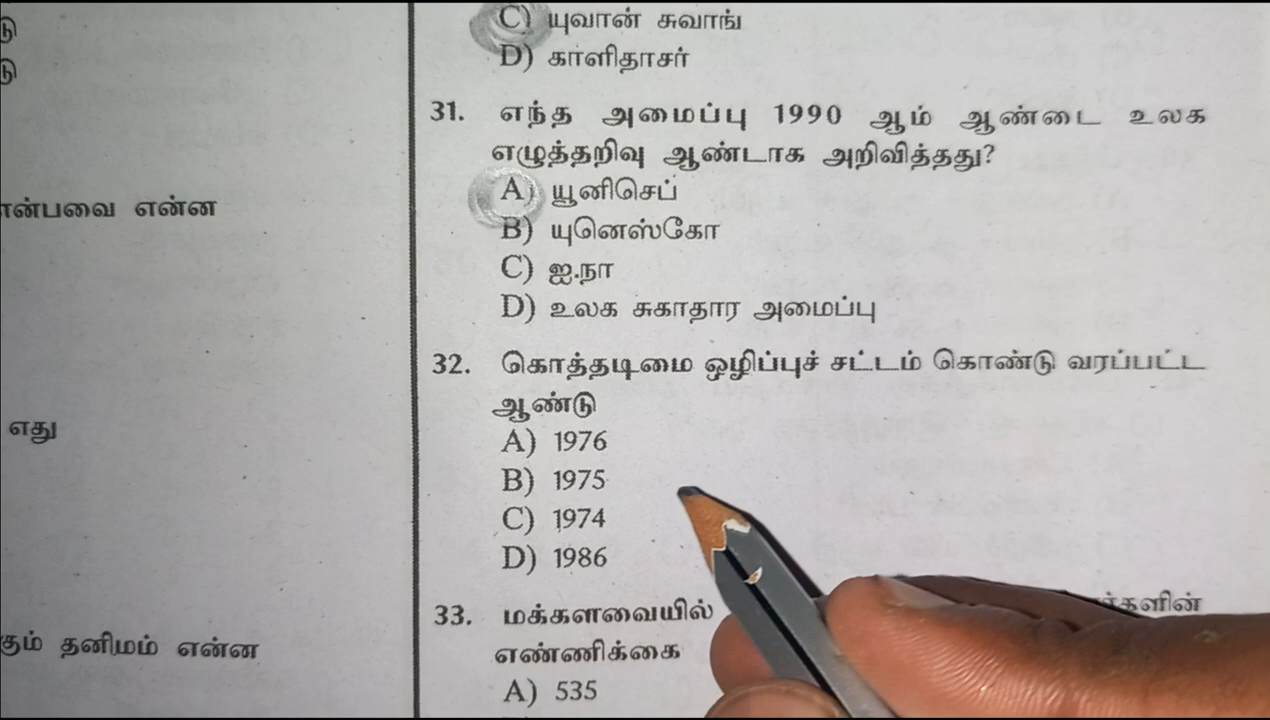 என்ன
எது
தனிமம் என்ன
C) யுவான் சுவாங்
D) காளிதாசர்
31. எந்த அமைப்பு 1990 ஆம் ஆண்டை உலக
எழுத்தறிவு ஆண்டாக அறிவித்தது?
A) யூனிசெப்
B) யுனெஸ்கோ
C) ஐ.நா
D) உலக சுகாதார அமைப்பு
32. கொத்தடிமை ஒழிப்புச் சட்டம் கொண்டு வரப்பட்ட
ஆண்டு
A) 1976
B) 1975
C) 1974
D) 1986
33. மக்களவையில்
எண்ணிக்கை
A) 535